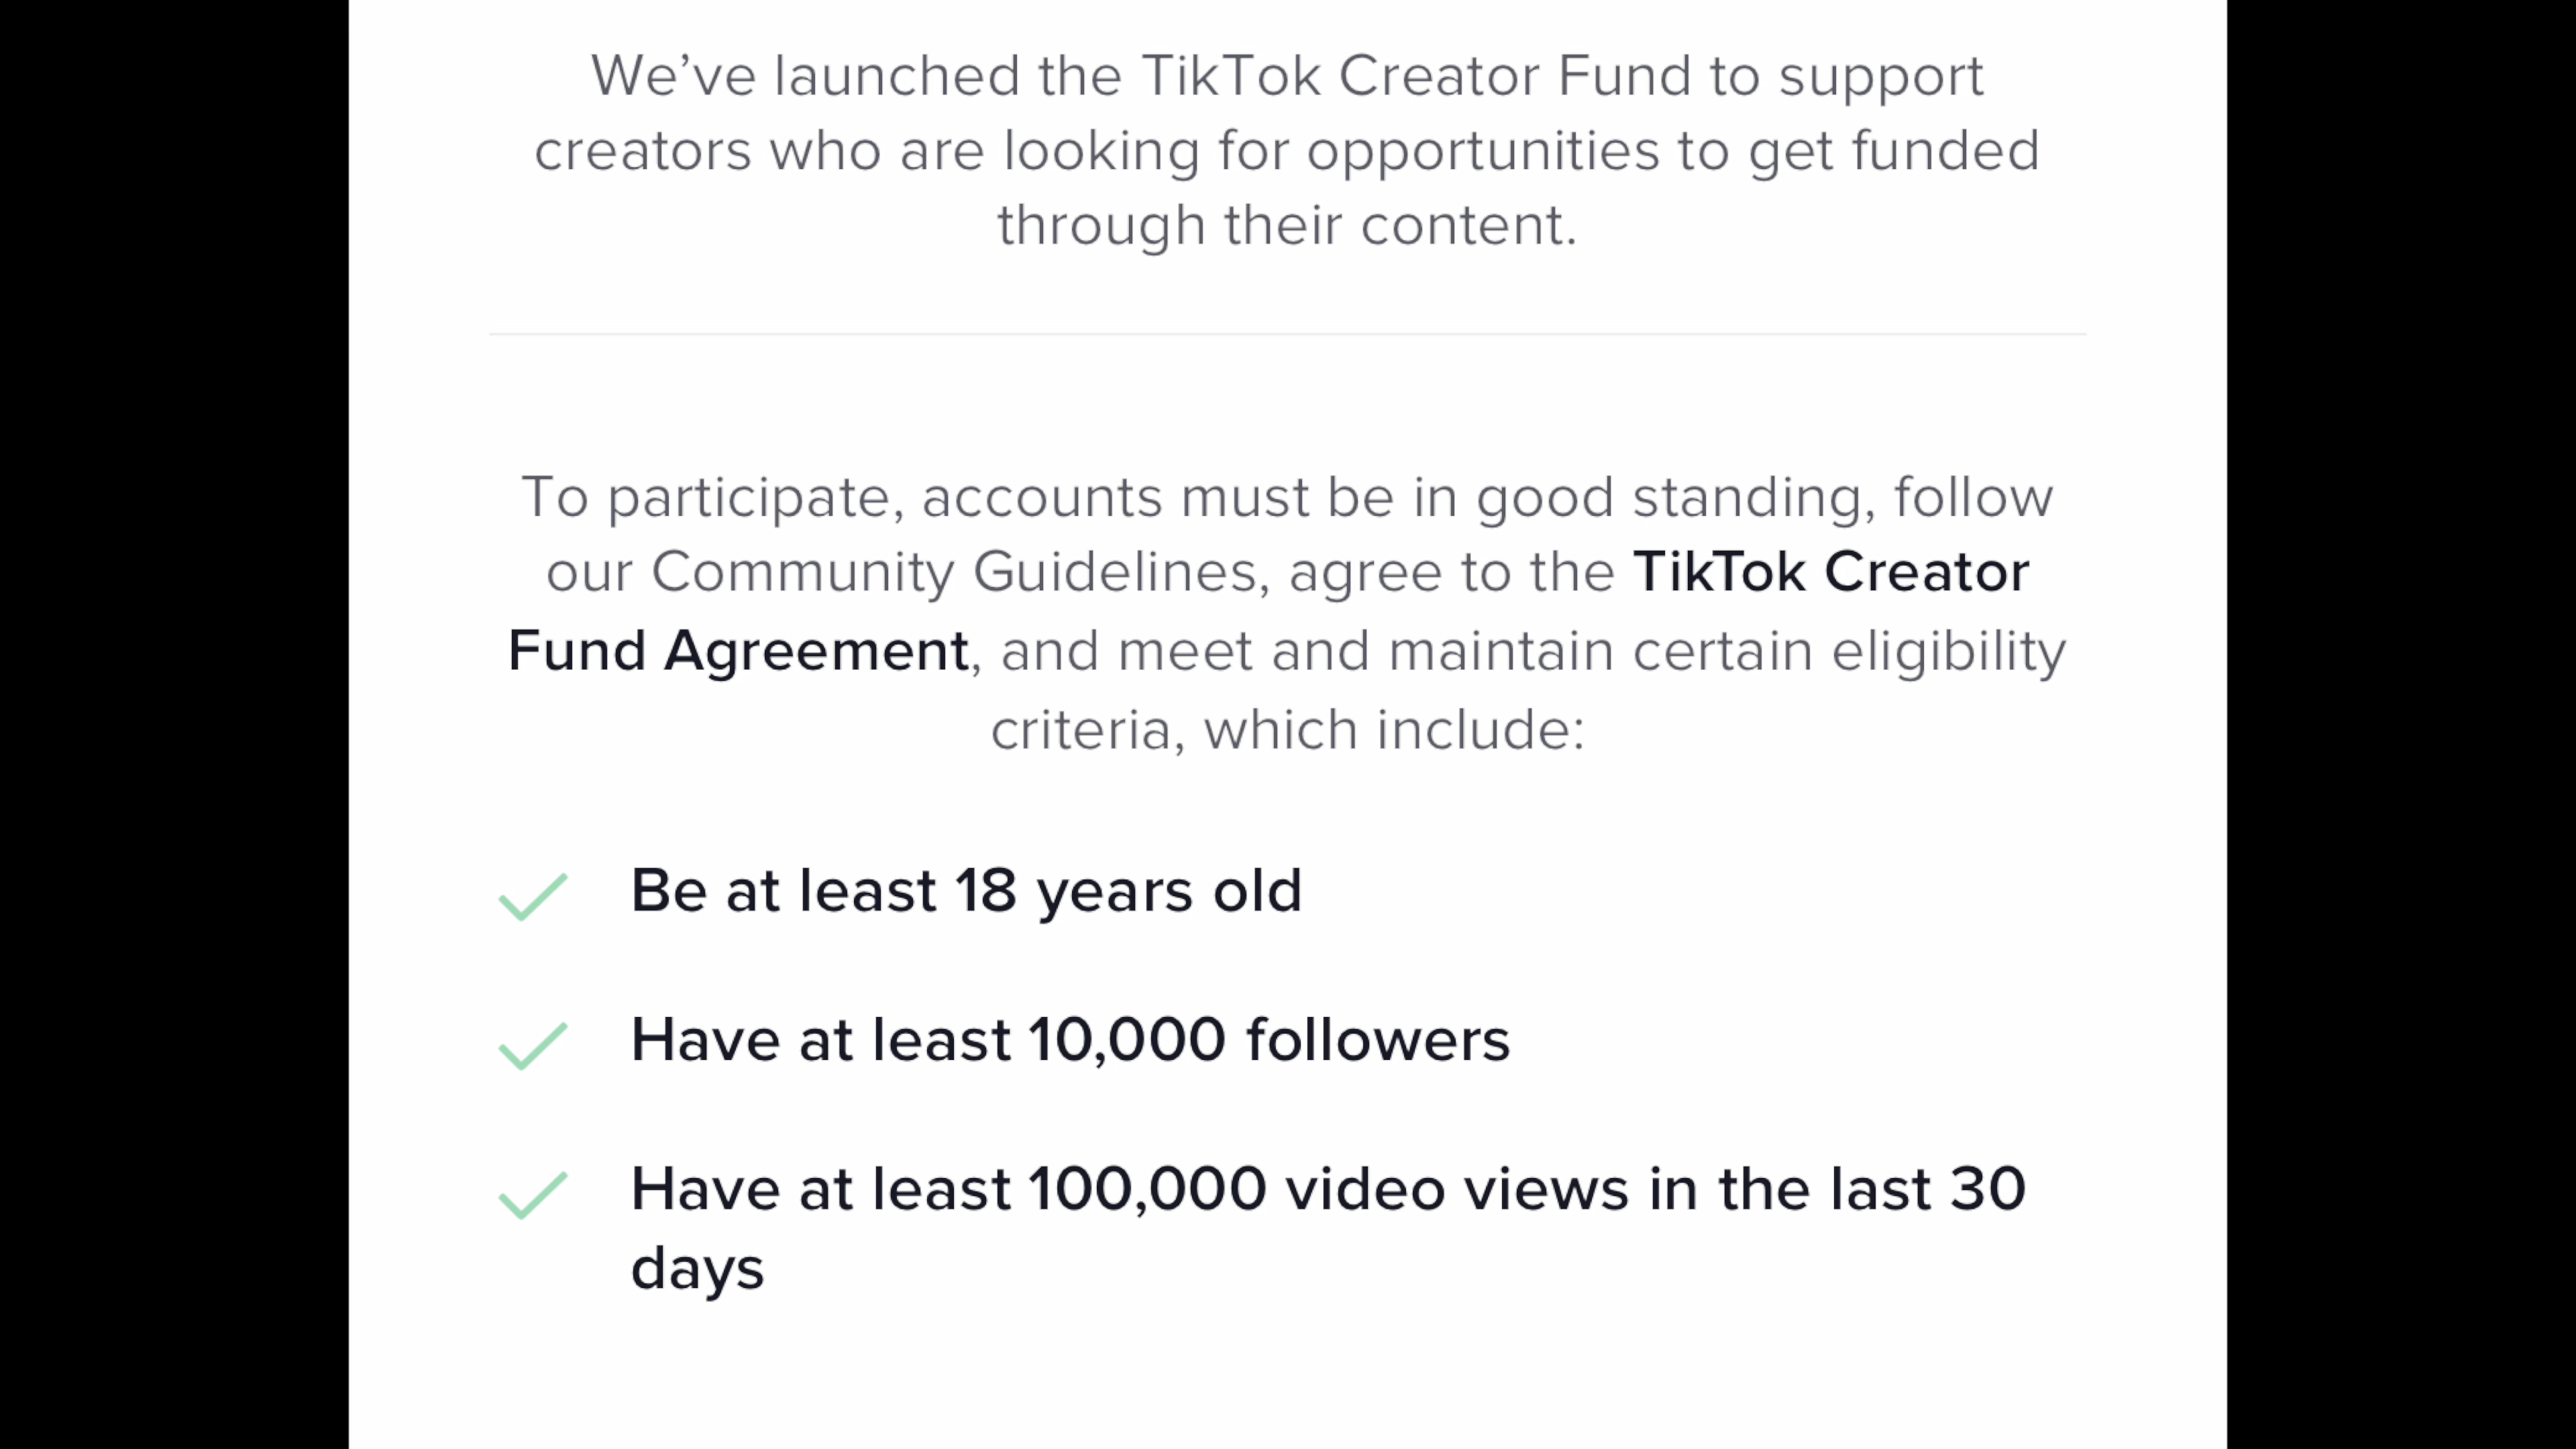 We’ve launched the TikTok Creator Fund to support
creators who are looking for opportunities to get funded
through their content.
To participate, accounts must be in good standing, follow
our Community Guidelines, agree to the TikTok Creator
Fund Agreement, and meet and maintain certain eligibility
criteria, which include:
Be at least 18 years old
Have at least 10,000 followers
Have at least 100,000 video views in the last 30
days